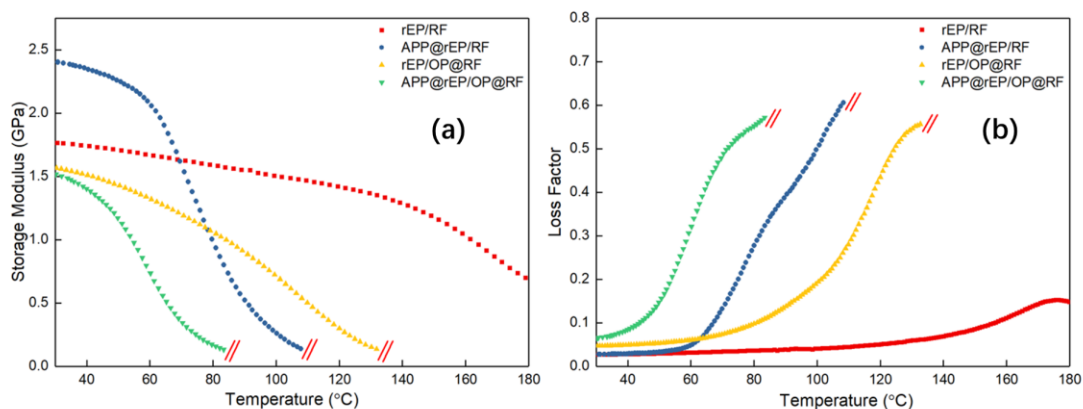 rEP/RF
APP@rEP/RF
rEP/OP@RF
APP@rEP/OP@RF
(a)
Storage Modulus (GPa)
2.5
2.0
1.5
1.0
0.5
0.0
40 60 80 100 120 140 160 180
Temperature (°C)
rEP/RF
APP@rEP/RF
rEP/OP@RF
APP@rEP/OP@RF
(b)
Loss Factor
0.8
0.7
0.6
0.5
0.4
0.3
0.2
0.1
0.0
40 60 80 100 120 140 160 180
Temperature (°C)